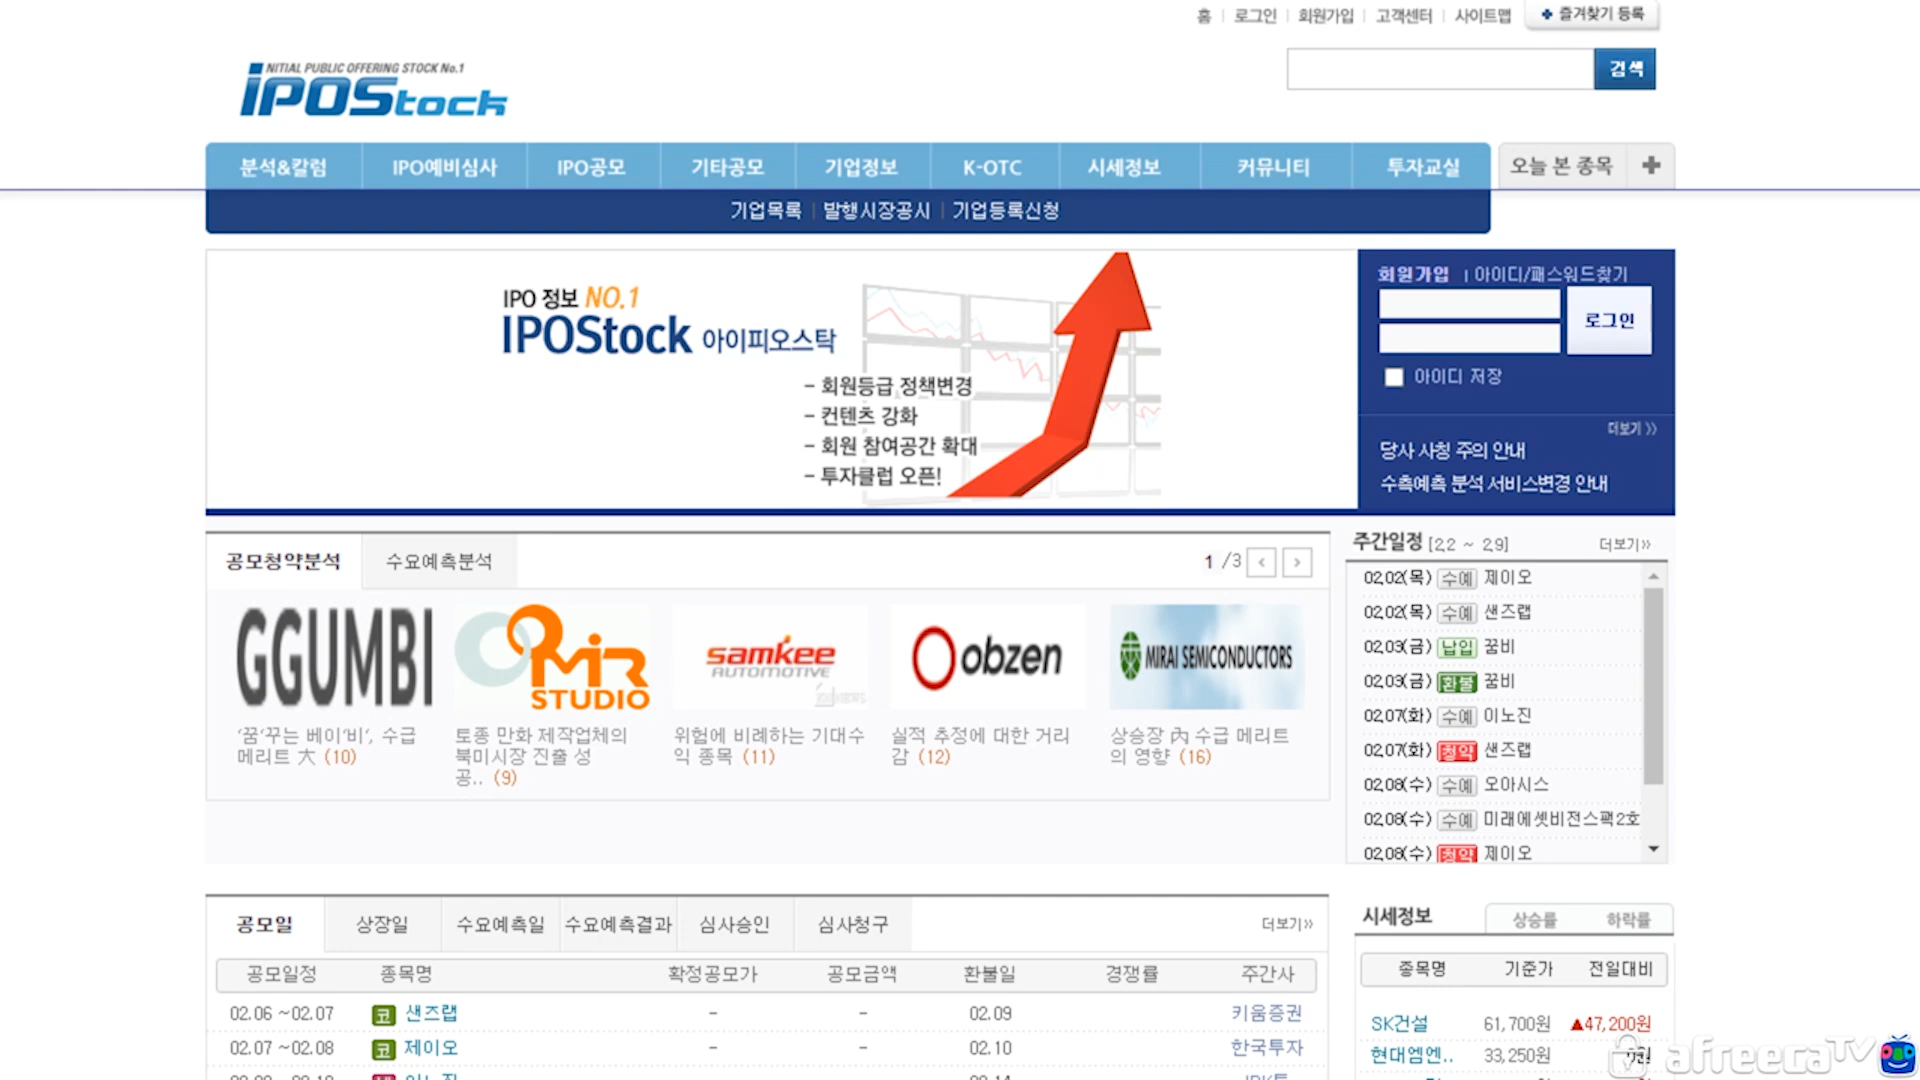 홈 | 로그인 | 회원가입 | 고객센터 | 사이트맵
즐겨찾기 등록
NITIAL PUBLIC OFFERING STOCK No.1
iPOStock
검색
분석&칼럼 IPO예비심사 IPO공모 기타공모 기업정보 K-OTC 시세정보 커뮤니티 투자교실
오늘 본 종목 +
기업목록 | 발행시장공시 | 기업등록신청
IPO 정보 NO.1
IPOStock 아이피오스탁
- 회원등급 정책변경
- 컨텐츠 강화
- 회원 참여공간 확대
- 투자클럽 오픈!
회원가입 | 아이디/패스워드찾기
로그인
아이디 저장
더보기 》
당사 사칭 주의 안내
수측예측 분석 서비스변경 안내
공모청약분석 수요예측분석
1 /3 < >
GGUMBI
MIR STUDIO
samkee AUTOMOTIVE
obzen
MIRAI SEMICONDUCTORS
'꿈'꾸는 베이'비', 수급 메리트 大 (10)
토종 만화 제작업체의 북미시장 진출 성공.. (9)
위험에 비례하는 기대수익 종목 (11)
실적 추정에 대한 거리감 (12)
상승장 內 수급 메리트의 영향 (16)
주간일정 [2.2 ~ 2.9] 더보기》
02.02(목) 수예 제이오
02.02(목) 수예 샌즈랩
02.03(금) 납입 꿈비
02.03(금) 환불 꿈비
02.07(화) 수예 이노진
02.07(화) 청약 샌즈랩
02.08(수) 수예 오아시스
02.08(수) 수예 미래에셋비전스팩2호
02.08(수) 청약 제이오
공모일 상장일 수요예측일 수요예측결과 심사승인 심사청구 더보기》
공모일정 종목명 확정공모가 공모금액 환불일 경쟁률 주간사
02.06 ~02.07 코 샌즈랩 - - 02.09 키움증권
02.07 ~02.08 코 제이오 - - 02.10 한국투자
시세정보 상승률 하락률
종목명 기준가 전일대비
SK건설 61,700원 ▲47,200원
현대엠엔.. 33,250원 0원
afreecaTV